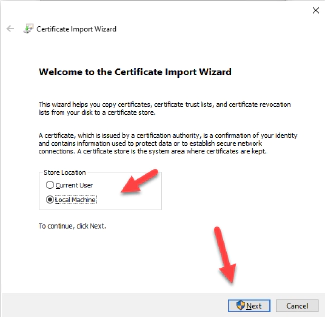 Certificate Import Wizard
Welcome to the Certificate Import Wizard
This wizard helps you copy certificates, certificate trust lists, and certificate revocation
lists from your disk to a certificate store.
A certificate, which is issued by a certification authority, is a confirmation of your identity
and contains information used to protect data or to establish secure network
connections. A certificate store is the system area where certificates are kept.
Store Location
Current User
Local Machine
To continue, click Next.
Next
Cancel